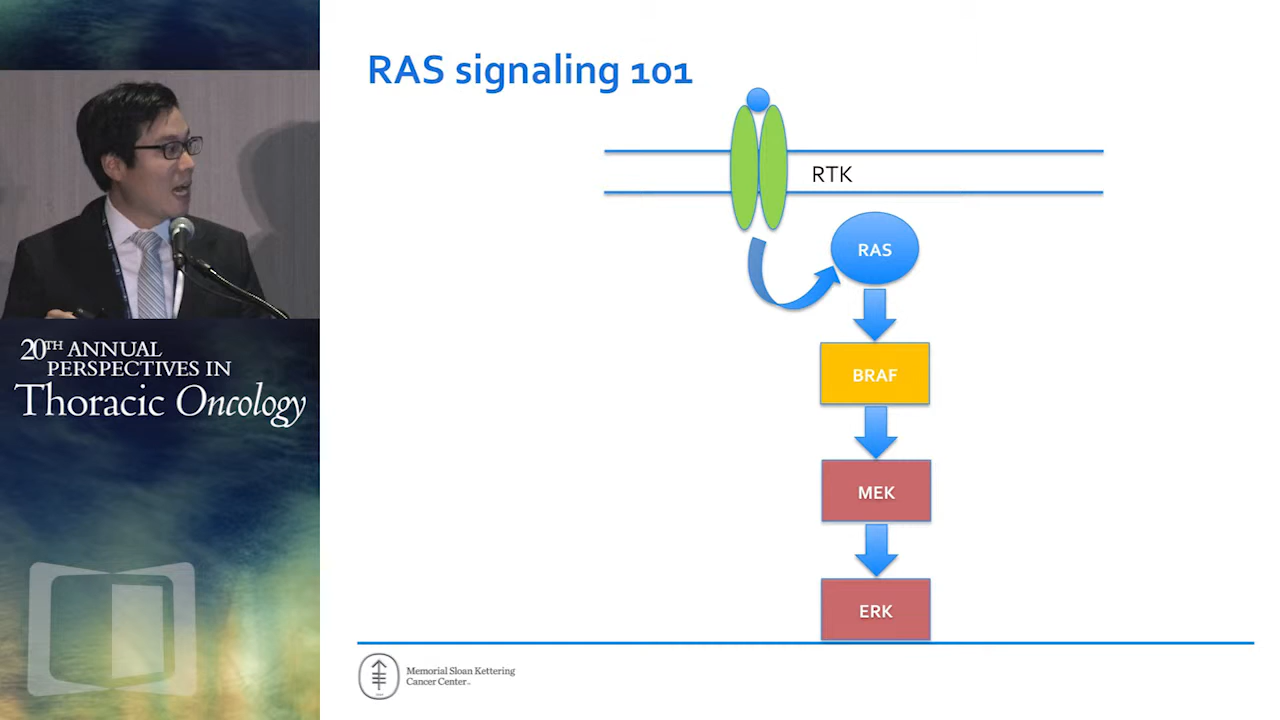 RAS signaling 101
RTK
RAS
BRAF
MEK
ERK
20TH ANNUAL
PERSPECTIVES IN
Thoracic Oncology
Memorial Sloan Kettering
Cancer Center